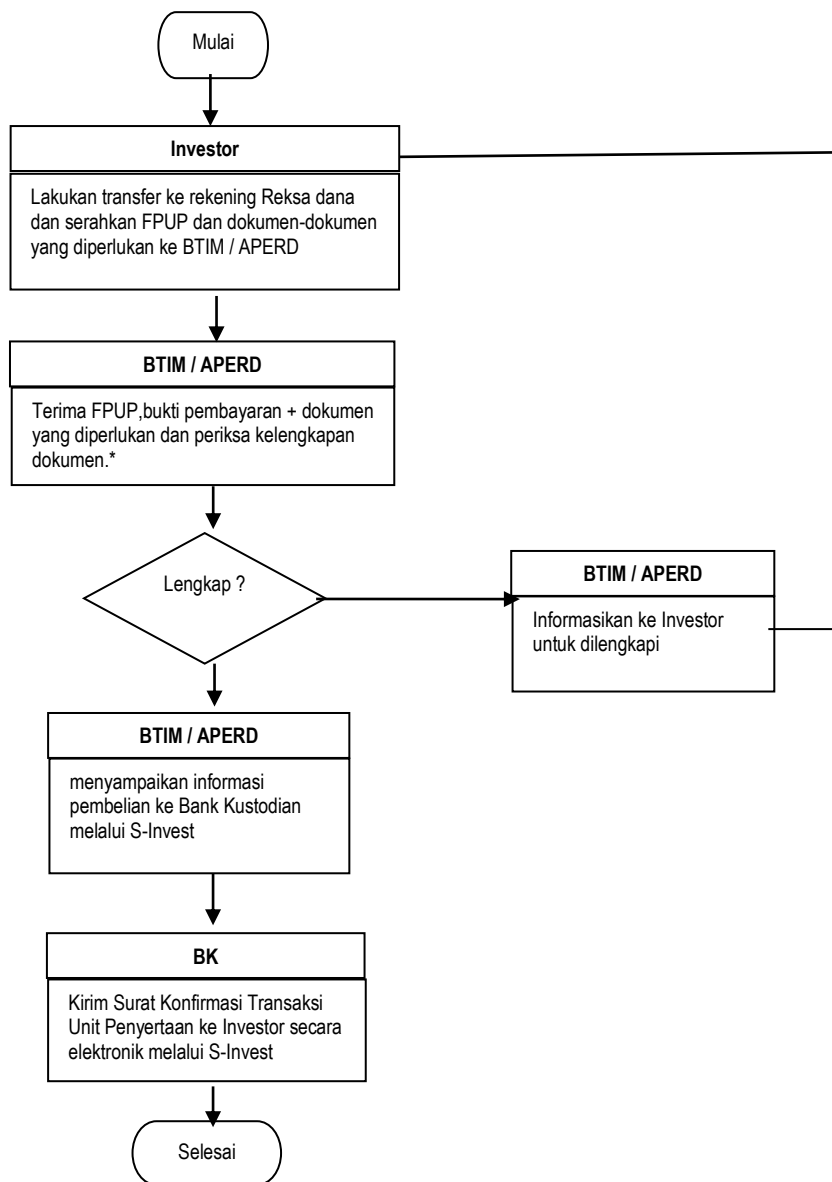 Mulai
Investor
Lakukan transfer ke rekening Reksa dana
dan serahkan FPUP dan dokumen-dokumen
yang diperlukan ke BTIM / APERD
BTIM / APERD
Terima FPUP,bukti pembayaran + dokumen
yang diperlukan dan periksa kelengkapan
dokumen.*
Lengkap ?
BTIM / APERD
Informasikan ke Investor
untuk dilengkapi
BTIM / APERD
menyampaikan informasi
pembelian ke Bank Kustodian
melalui S-Invest
BK
Kirim Surat Konfirmasi Transaksi
Unit Penyertaan ke Investor secara
elektronik melalui S-Invest
Selesai